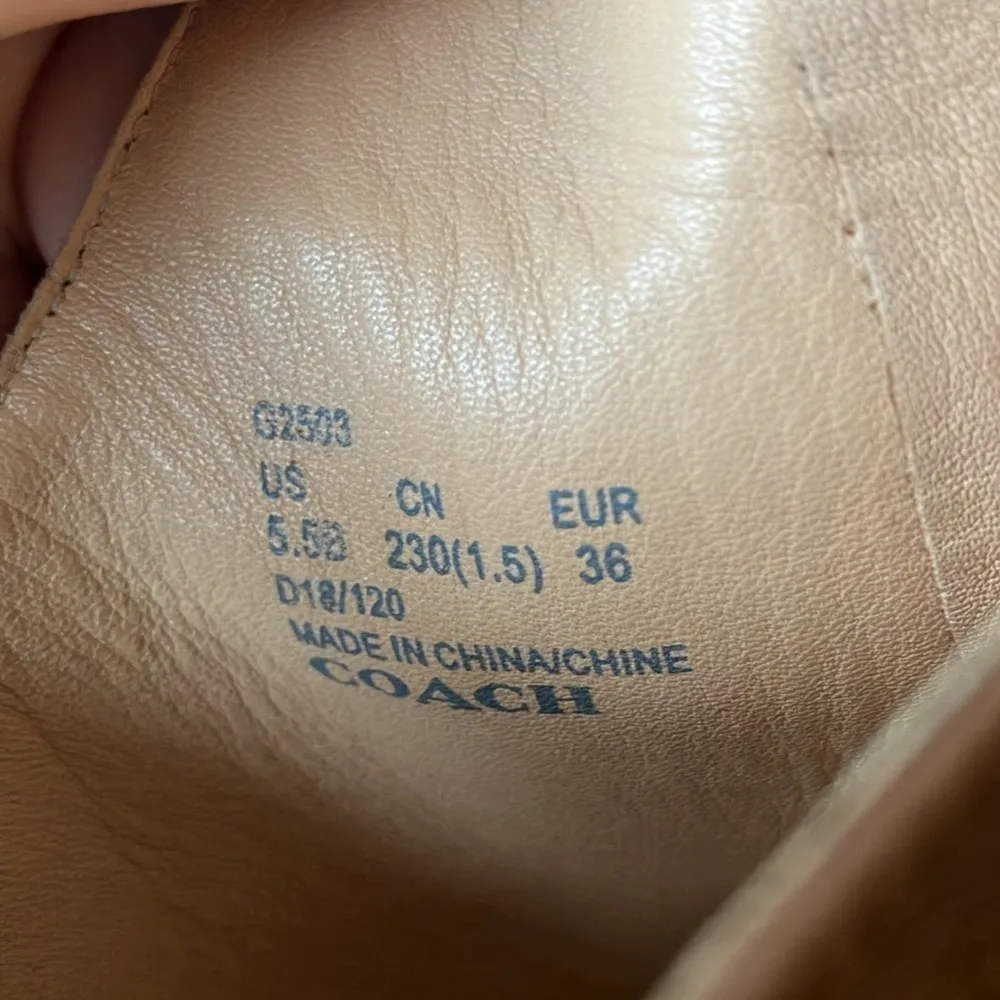 G2503
US CN EUR
5.5B 230(1.5) 36
D18/120
MADE IN CHINA/CHINE
COACH